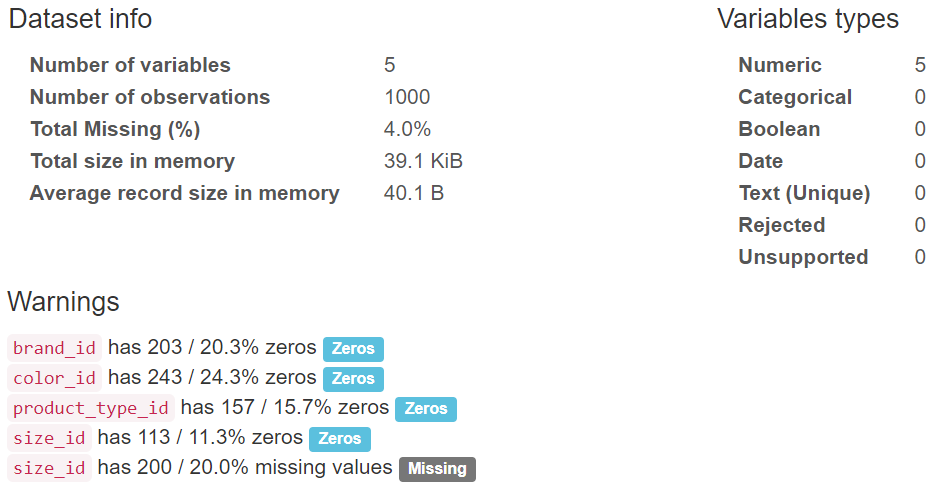 Dataset info
Number of variables 5
Number of observations 1000
Total Missing (%) 4.0%
Total size in memory 39.1 KiB
Average record size in memory 40.1 B
Variables types
Numeric 5
Categorical 0
Boolean 0
Date 0
Text (Unique) 0
Rejected 0
Unsupported 0
Warnings
brand_id has 203 / 20.3% zeros Zeros
color_id has 243 / 24.3% zeros Zeros
product_type_id has 157 / 15.7% zeros Zeros
size_id has 113 / 11.3% zeros Zeros
size_id has 200 / 20.0% missing values Missing